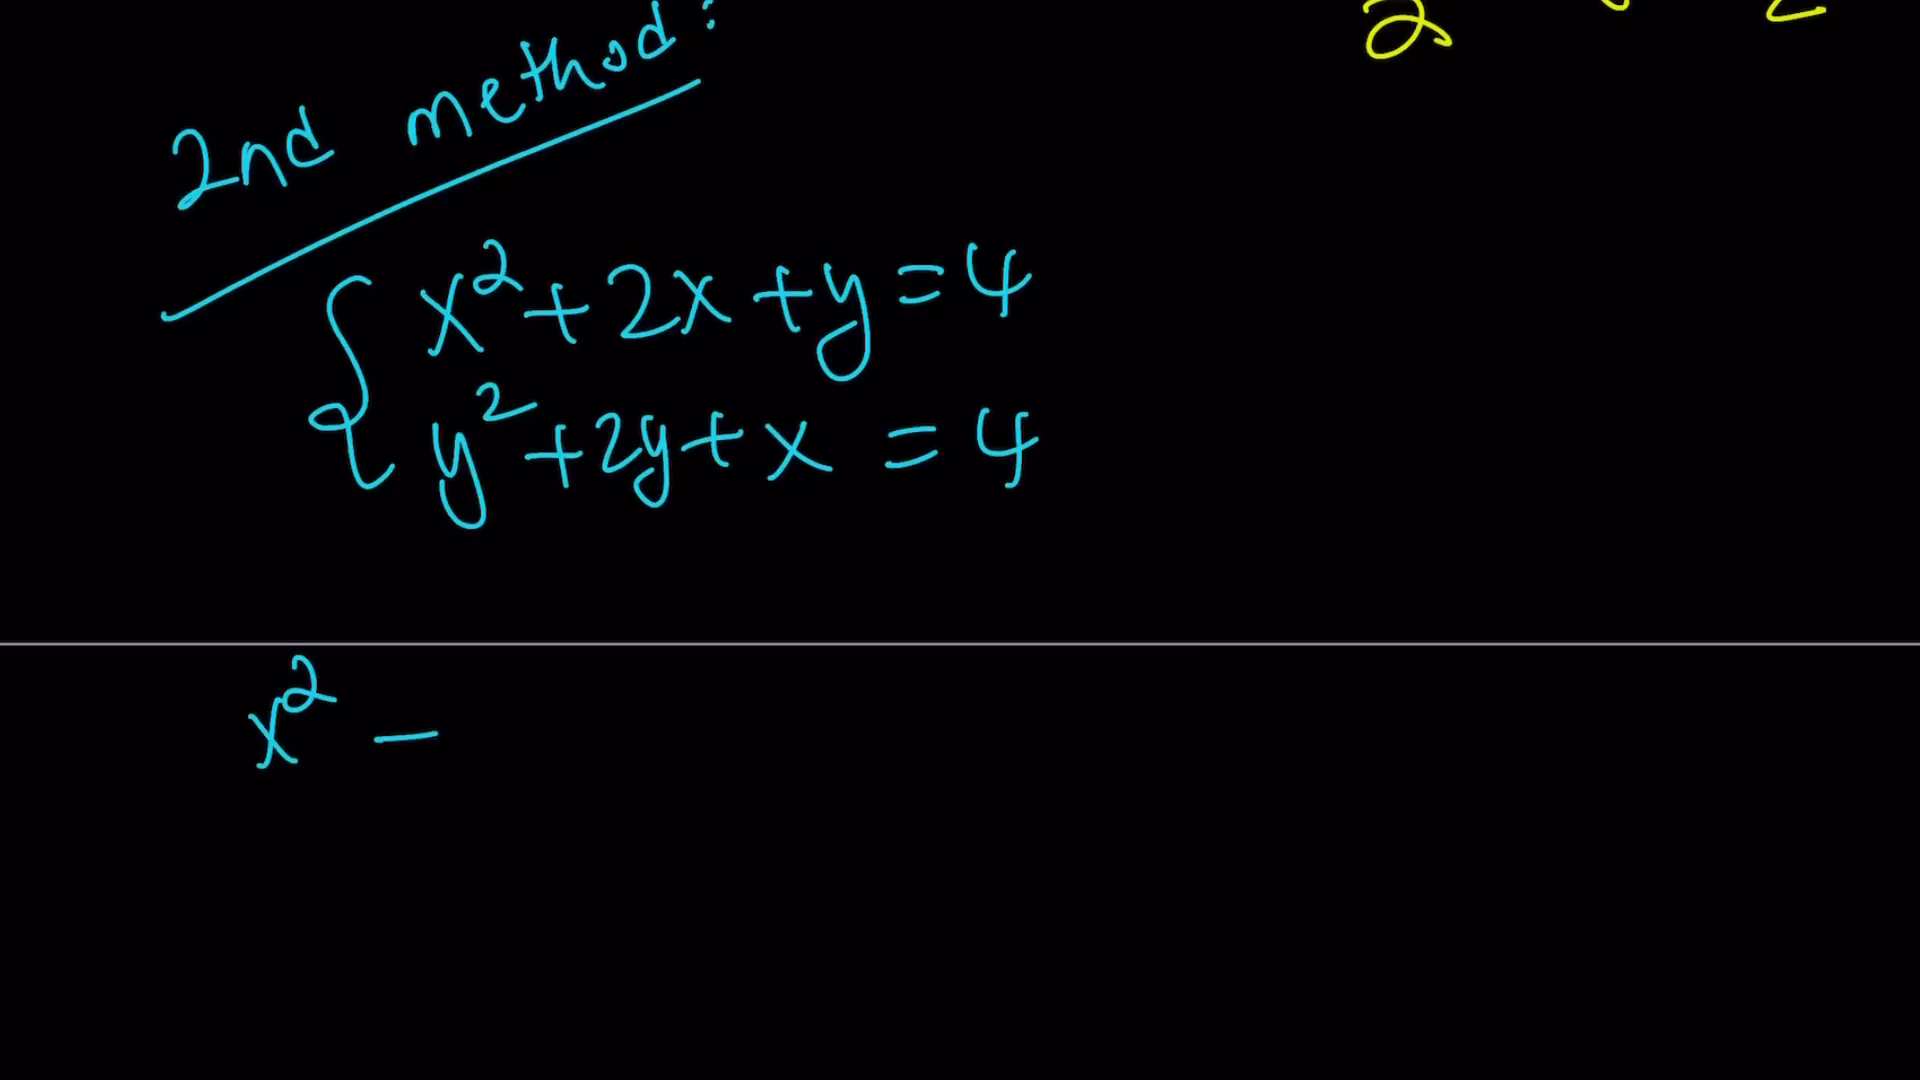 2nd method:
x² + 2x + y = 4
y² + 2y + x = 4
x² −